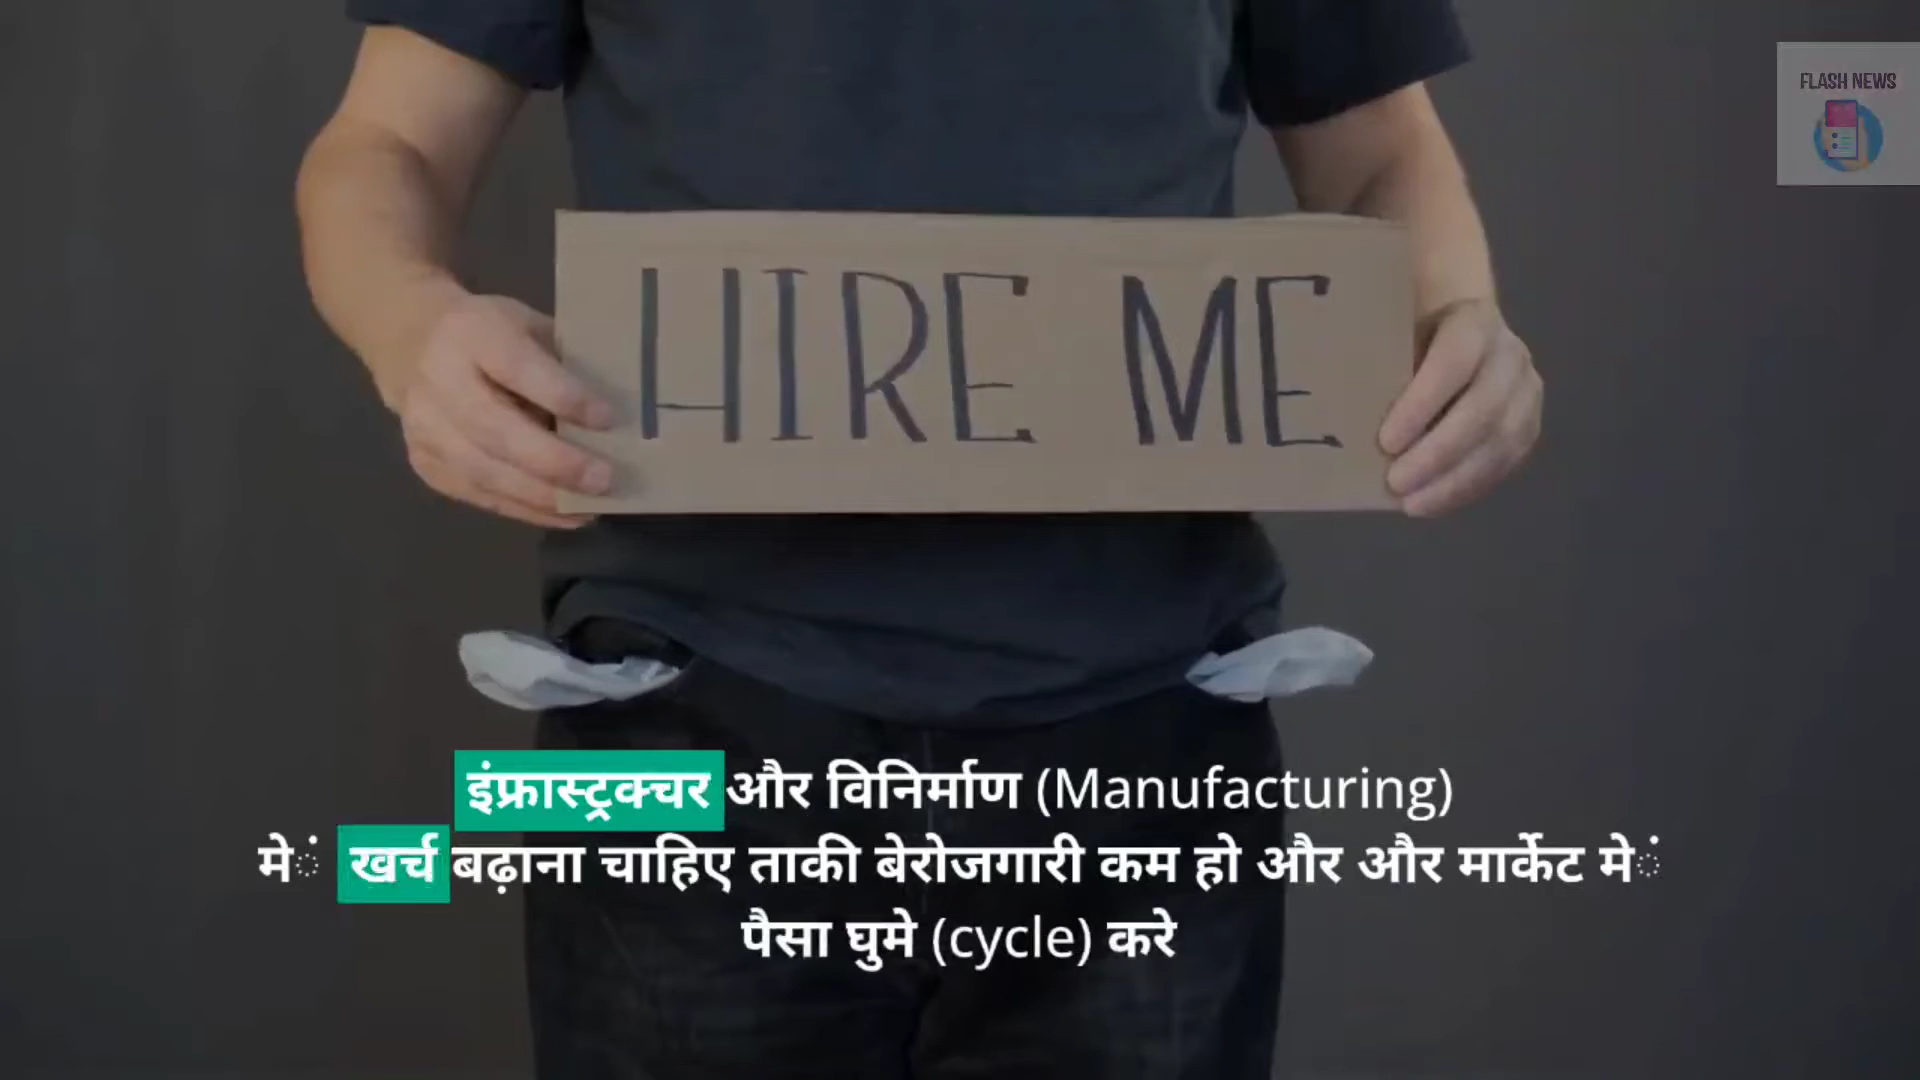 FLASH NEWS
HIRE ME
इंफ्रास्ट्रक्चर और विनिर्माण (Manufacturing)
में खर्च बढ़ाना चाहिए ताकी बेरोजगारी कम हो और और मार्केट में
पैसा घुमे (cycle) करे